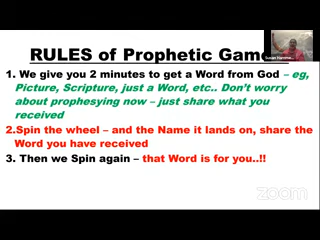 RULES of Prophetic Game
1. We give you 2 minutes to get a Word from God – eg,
Picture, Scripture, just a Word, etc.. Don't worry
about prophesying now – just share what you
received
2.Spin the wheel – and the Name it lands on, share the
Word you have received
3. Then we Spin again – that Word is for you..!!
zoom